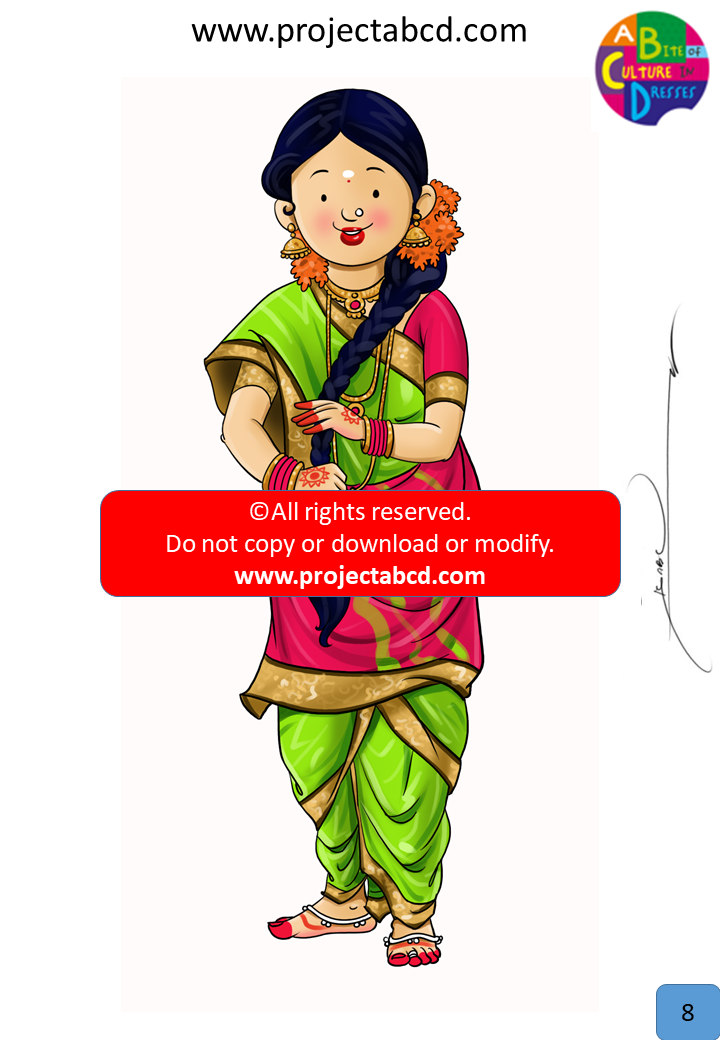 www.projectabcd.com
A BITE OF
CULTURE IN
DRESSES
©All rights reserved.
Do not copy or download or modify.
www.projectabcd.com
8